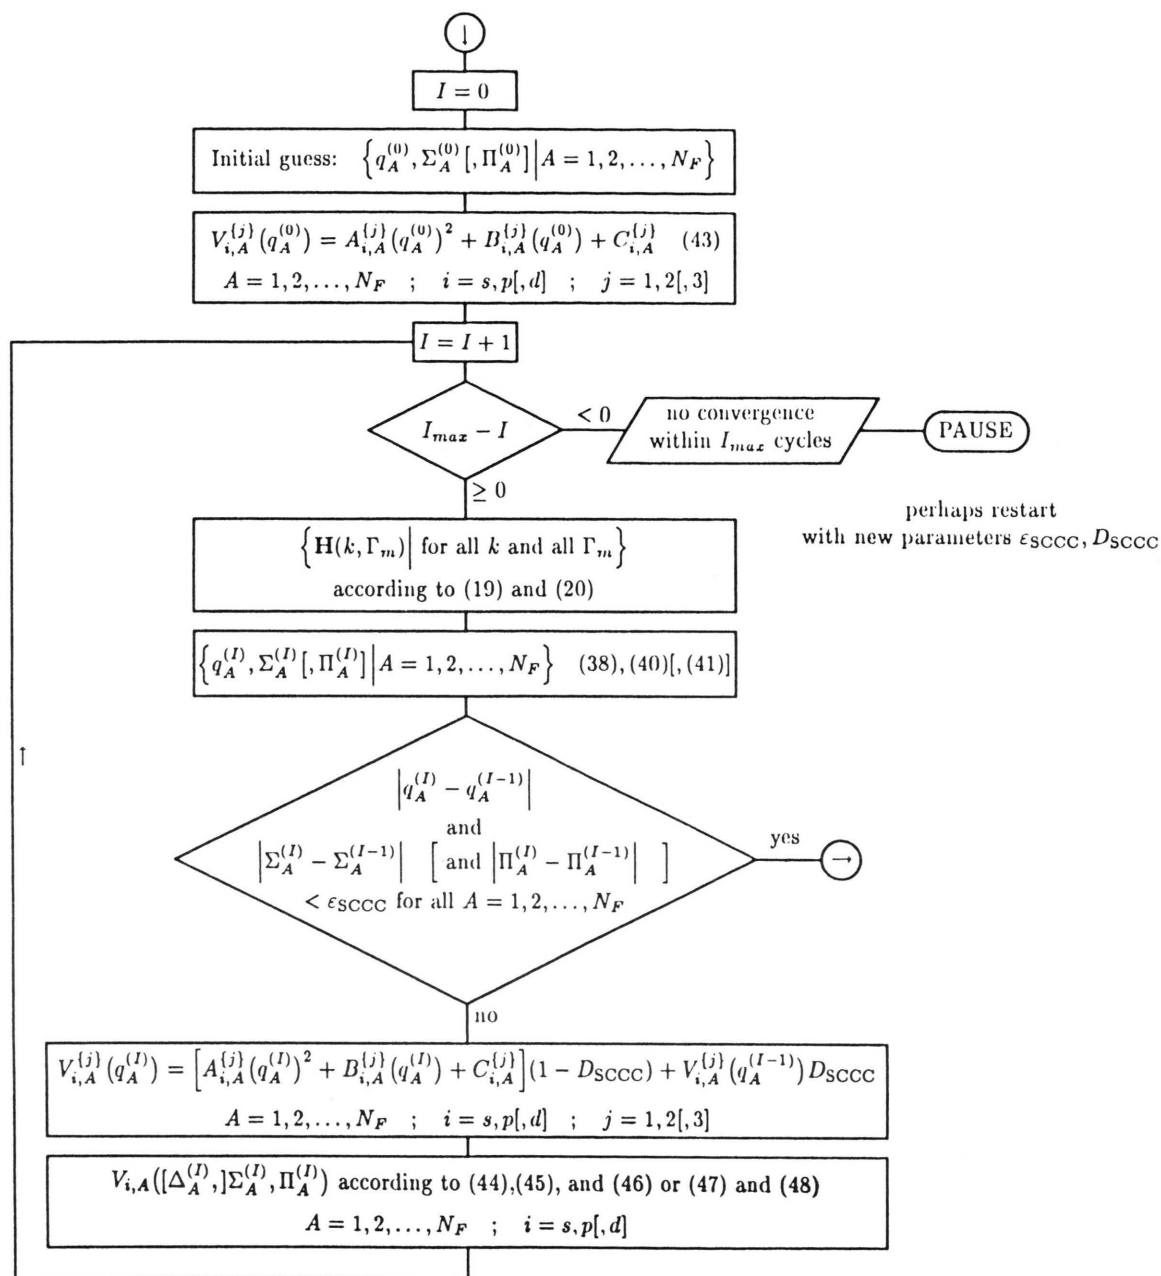 ↓
I = 0
Initial guess: { q_A^(0), Σ_A^(0) [, Π_A^(0)] | A = 1, 2, ..., N_F }
V_{i,A}^{j}(q_A^(0)) = A_{i,A}^{j}(q_A^(0))^2 + B_{i,A}^{j}(q_A^(0)) + C_{i,A}^{j} (43)
A = 1, 2, ..., N_F ; i = s, p[, d] ; j = 1, 2[, 3]
I = I + 1
I_max − I
< 0
no convergence
within I_max cycles
PAUSE
≥ 0
perhaps restart
with new parameters ε_SCCC, D_SCCC
{ H(k, Γ_m) | for all k and all Γ_m }
according to (19) and (20)
{ q_A^(I), Σ_A^(I) [, Π_A^(I)] | A = 1, 2, ..., N_F } (38), (40)[, (41)]
↑
|q_A^(I) − q_A^(I−1)|
and
|Σ_A^(I) − Σ_A^(I−1)| [ and |Π_A^(I) − Π_A^(I−1)| ]
< ε_SCCC for all A = 1, 2, ..., N_F
yes
→
no
V_{i,A}^{j}(q_A^(I)) = [A_{i,A}^{j}(q_A^(I))^2 + B_{i,A}^{j}(q_A^(I)) + C_{i,A}^{j}](1 − D_SCCC) + V_{i,A}^{j}(q_A^(I−1)) D_SCCC
A = 1, 2, ..., N_F ; i = s, p[, d] ; j = 1, 2[, 3]
V_{i,A}([Δ_A^(I),]Σ_A^(I), Π_A^(I)) according to (44),(45), and (46) or (47) and (48)
A = 1, 2, ..., N_F ; i = s, p[, d]